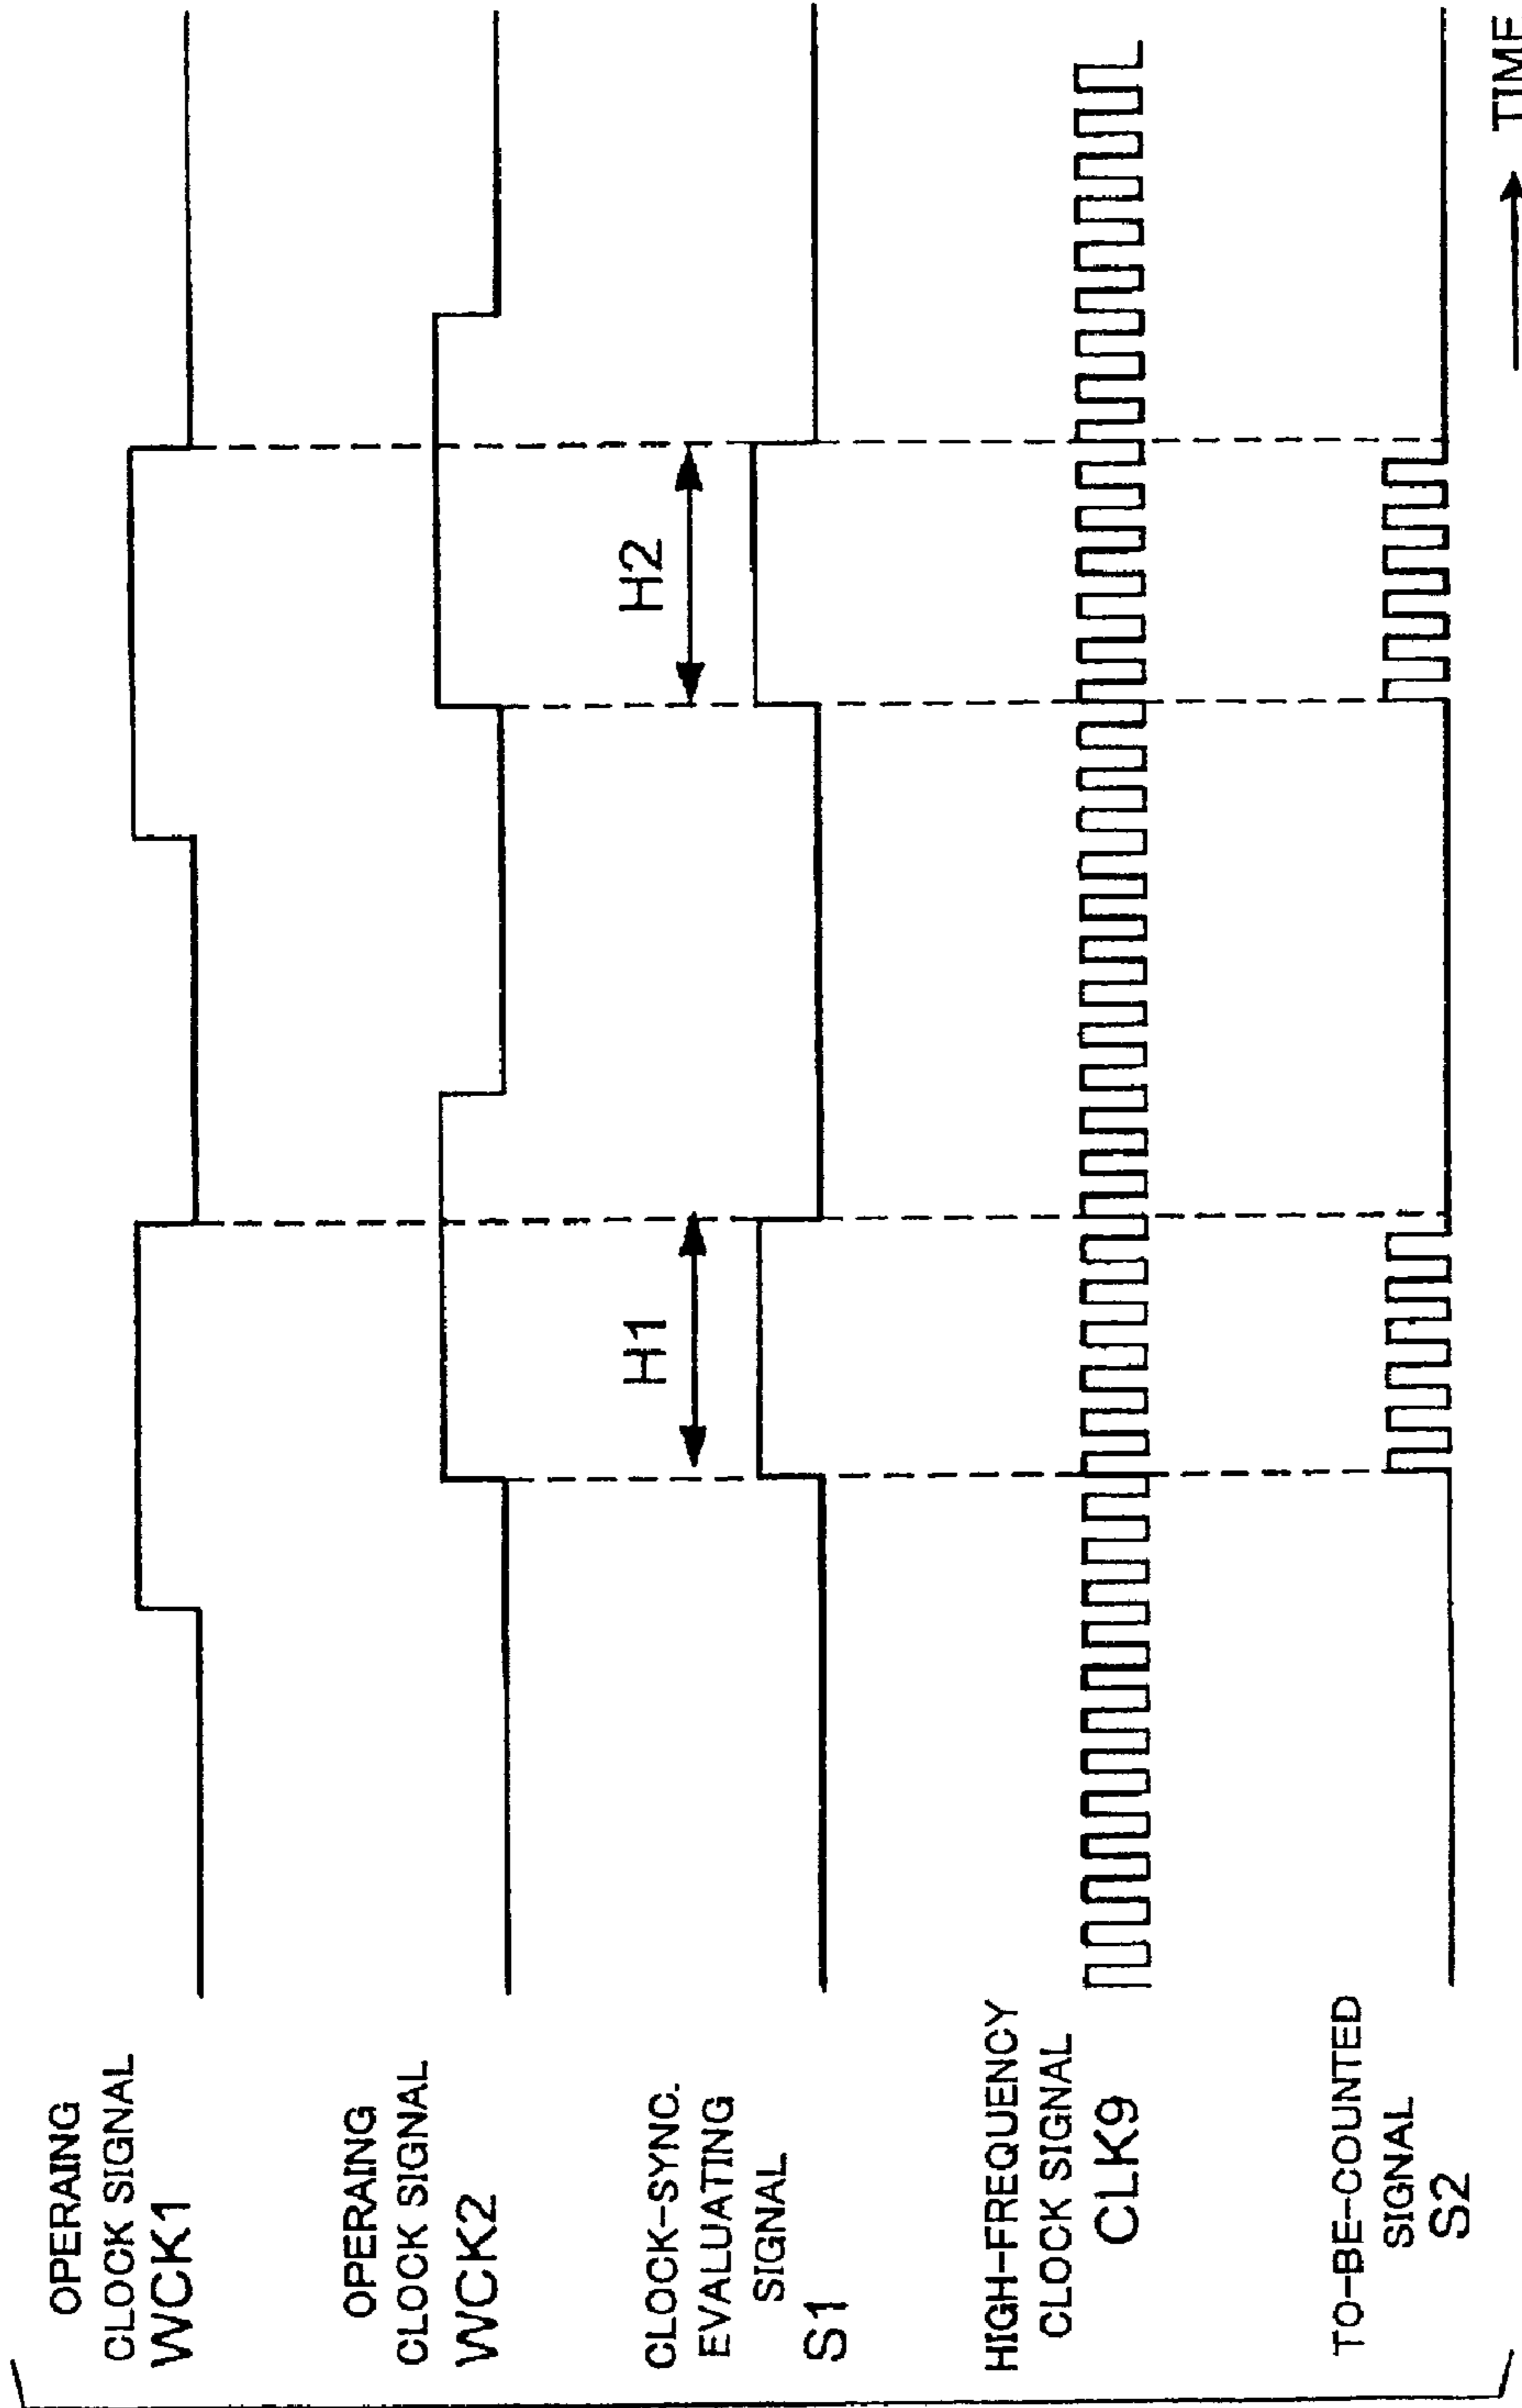 OPERAING
CLOCK SIGNAL
WCK1
OPERAING
CLOCK SIGNAL
WCK2
CLOCK-SYNC.
EVALUATING
SIGNAL
S1
H1
H2
HIGH-FREQUENCY
CLOCK SIGNAL
CLK9
TO-BE-COUNTED
SIGNAL
S2
TIME